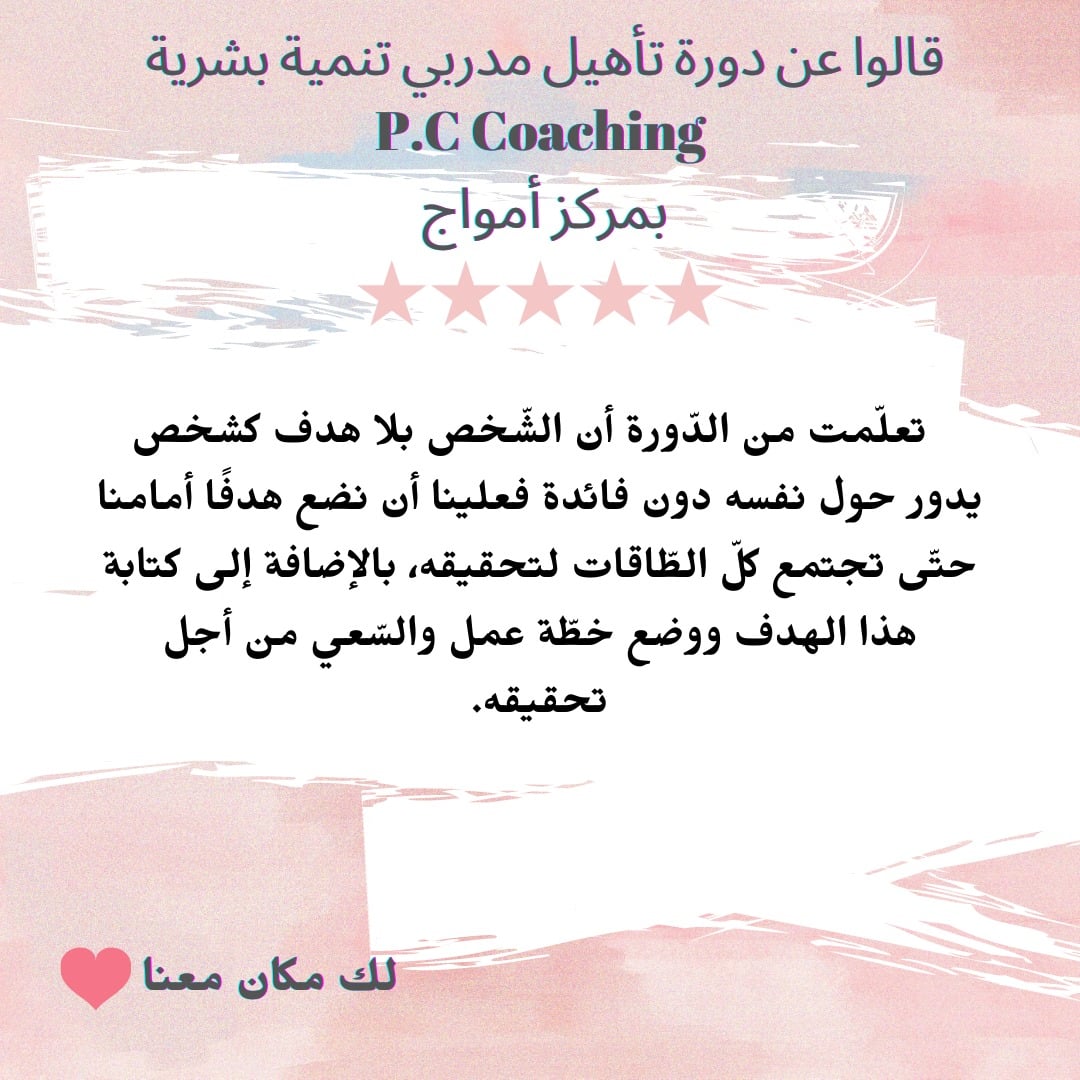 قالوا عن دورة تأهيل مدربي تنمية بشرية
P.C Coaching
بمركز أمواج
تعلّمت من الدّورة أن الشّخص بلا هدف كشخص
يدور حول نفسه دون فائدة فعلينا أن نضع هدفًا أمامنا
حتّى تجتمع كلّ الطّاقات لتحقيقه، بالإضافة إلى كتابة
هذا الهدف ووضع خطّة عمل والسّعي من أجل
تحقيقه.
لك مكان معنا